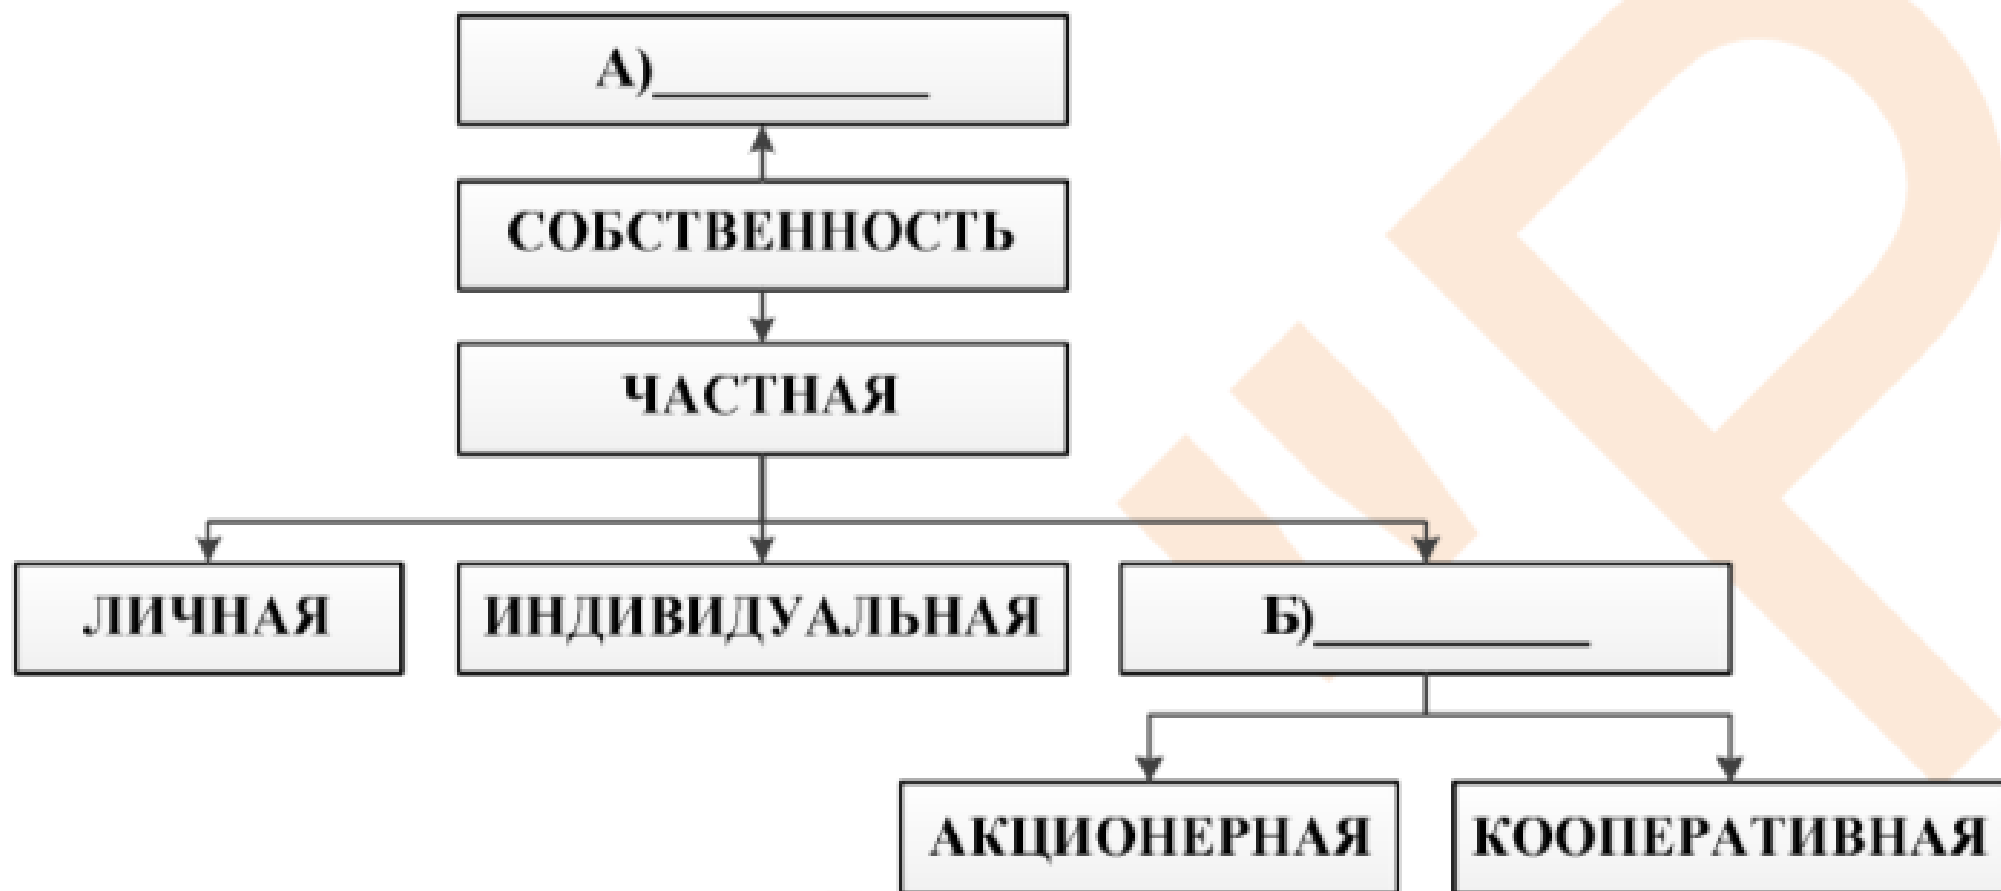 А)___________
СОБСТВЕННОСТЬ
ЧАСТНАЯ
ЛИЧНАЯ
ИНДИВИДУАЛЬНАЯ
Б)___________
АКЦИОНЕРНАЯ
КООПЕРАТИВНАЯ